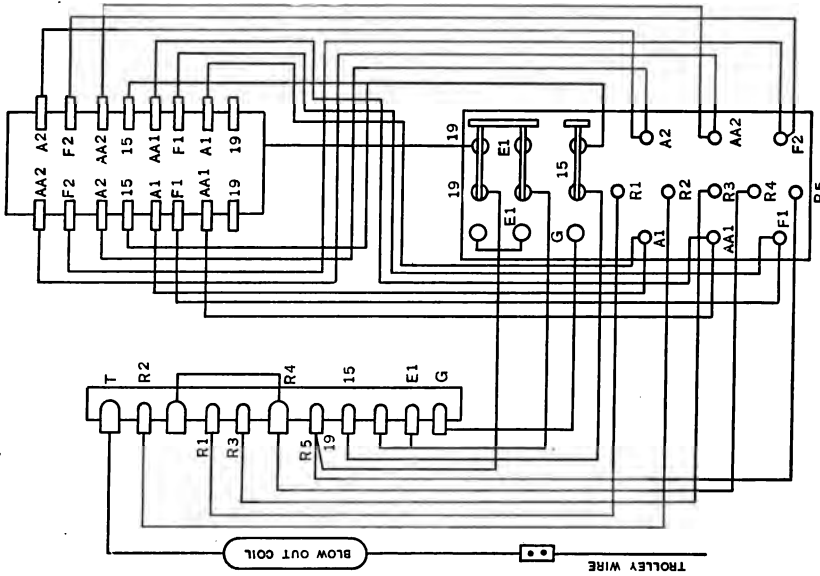 A2
F2
AA2
15
AA1
F1
A1
19
AA2
F2
A2
15
A1
F1
AA1
19
19
E1
15
19
E1
G
A2
AA2
F2
R1
R2
R3
R4
R5
A1
AA1
F1
T
R2
R4
15
E1
G
R1
R3
R5
19
BLOW OUT COIL
TROLLEY WIRE